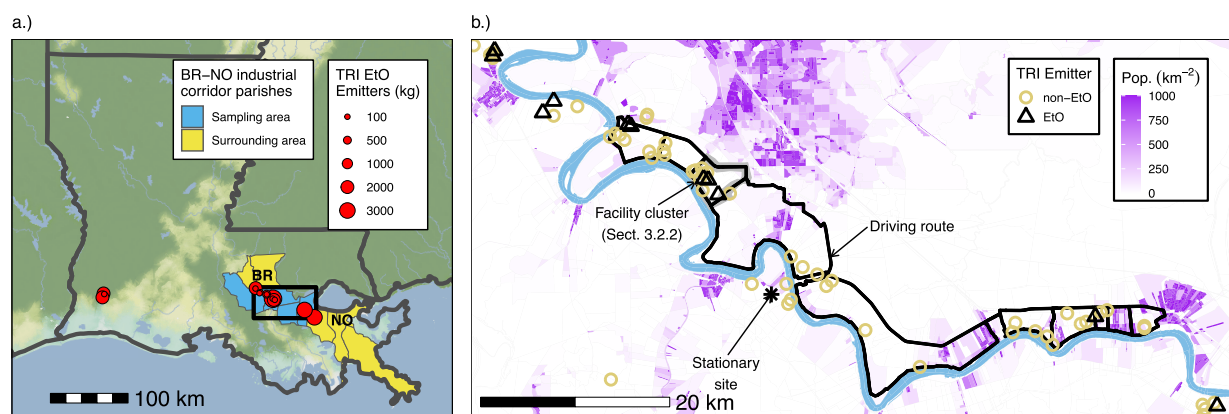 a.)
BR−NO industrial
corridor parishes
Sampling area
Surrounding area
TRI EtO
Emitters (kg)
100
500
1000
2000
3000
BR
NO
100 km
b.)
TRI Emitter
non−EtO
EtO
Pop. (km⁻²)
1000
750
500
250
0
Facility cluster
(Sect. 3.2.2)
Driving route
Stationary
site
20 km